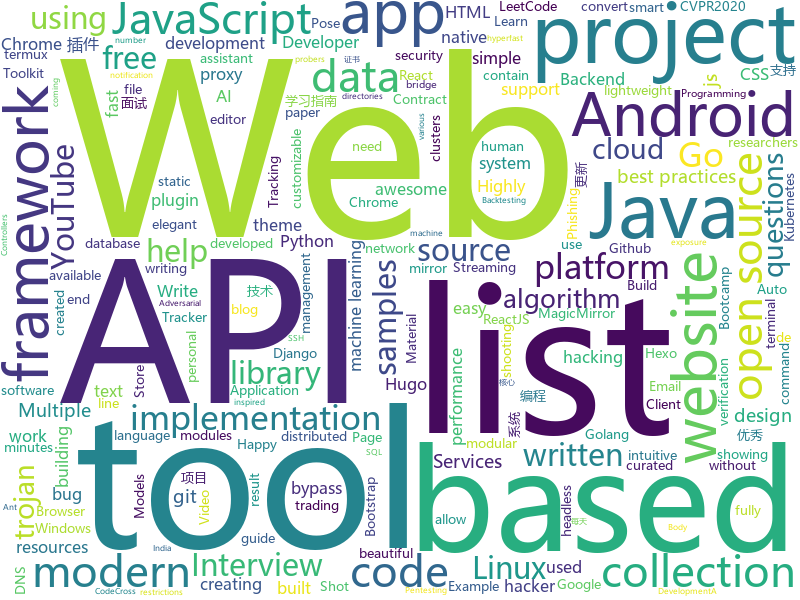 using JavaScript app HTML LeetCode convert smart CVPR2020
Chrome 插件 development Developer Pose native Learn React js CSS 支持
termux Toolkit free proxy assistant simple security Contract contain Backend
coming file 面试 fast AI data 学习指南 editor paper support lightweight Programming
number hyperfast notification probers SSH 证书 bridge directories
project Android
framework YouTube Tracking customizable need clusters human system awesome
cloud Go researchers Kubernetes
best practices Phishing 更新 open source questions
static plugin theme elegant Chrome
help developed Python network use various machine Backtesting
database available writing source Github
mirror Streaming platform website
created Write 技术 blog management machine learning samples
end Tracker Django algorithm easy Build Auto Bootcamp
personal Adversarial ReactJS MagicMirror terminal
Store Material performance hacking Hexo
software text Application library shooting Email de
Controllers Hugo Client verification command
Web
API list
tool based
Multiple implementation written design
work language modules Happy distributed Page 编程 Golang modular 系统 优秀
line inspired Services intuitive showing
building minutes trojan bug git 项目 Models guide result bypass trading without curated
Browser Windows resources Video Bootstrap headless fully
DNS Shot beautiful allow Linux used hacker
modern Interview code collection
Ant creating built Example Google 核心 SQL
India CodeCross restrictions Pentesting 每天 Body DevelopmentA exposure